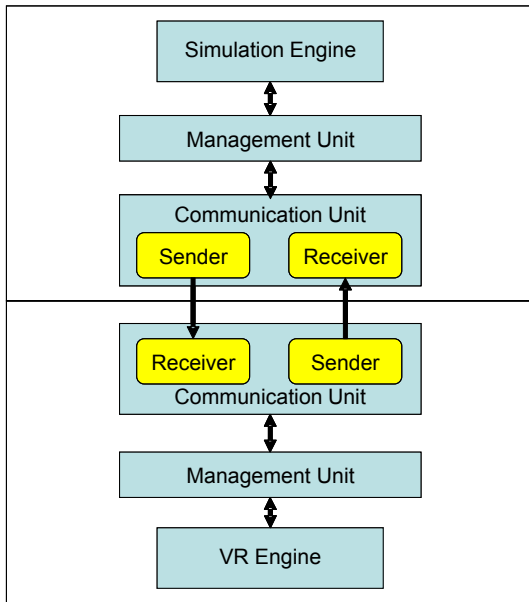 Simulation Engine
Management Unit
Communication Unit
Sender
Receiver
Receiver
Sender
Communication Unit
Management Unit
VR Engine